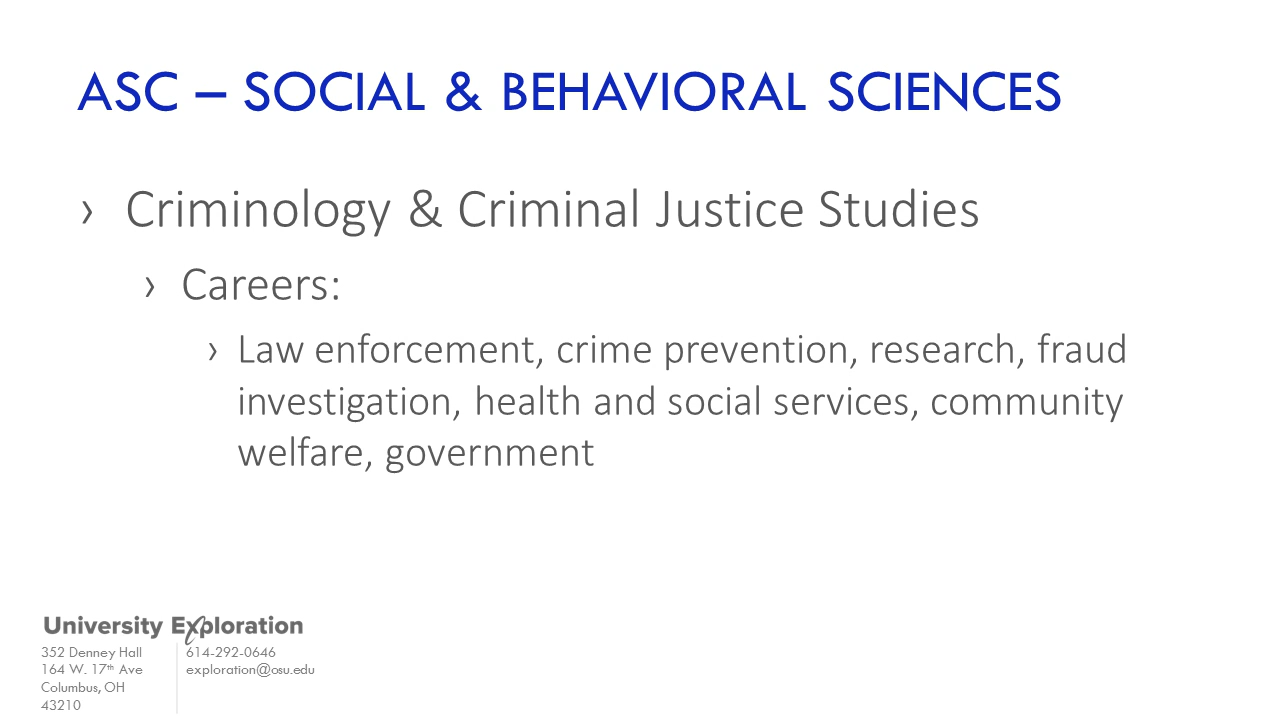 ASC – SOCIAL & BEHAVIORAL SCIENCES
› Criminology & Criminal Justice Studies
› Careers:
› Law enforcement, crime prevention, research, fraud
investigation, health and social services, community
welfare, government
University Exploration
352 Denney Hall
164 W. 17th Ave
Columbus, OH
43210
614-292-0646
exploration@osu.edu